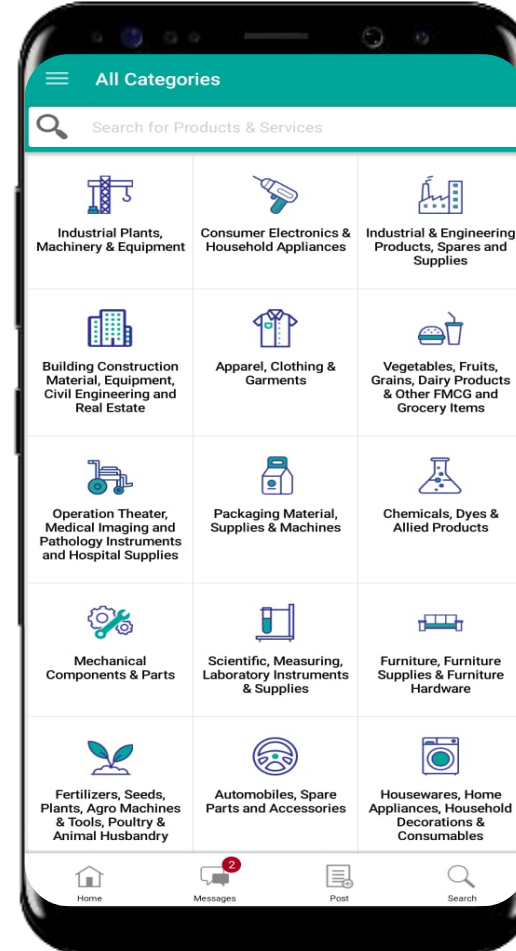 All Categories
Search for Products & Services
Industrial Plants,
Machinery & Equipment
Consumer Electronics &
Household Appliances
Industrial & Engineering
Products, Spares and
Supplies
Building Construction
Material, Equipment,
Civil Engineering and
Real Estate
Apparel, Clothing &
Garments
Vegetables, Fruits,
Grains, Dairy Products
& Other FMCG and
Grocery Items
Operation Theater,
Medical Imaging and
Pathology Instruments
and Hospital Supplies
Packaging Material,
Supplies & Machines
Chemicals, Dyes &
Allied Products
Mechanical
Components & Parts
Scientific, Measuring,
Laboratory Instruments
& Supplies
Furniture, Furniture
Supplies & Furniture
Hardware
Fertilizers, Seeds,
Plants, Agro Machines
& Tools, Poultry &
Animal Husbandry
Automobiles, Spare
Parts and Accessories
Housewares, Home
Appliances, Household
Decorations &
Consumables
2
Home
Messages
Post
Search